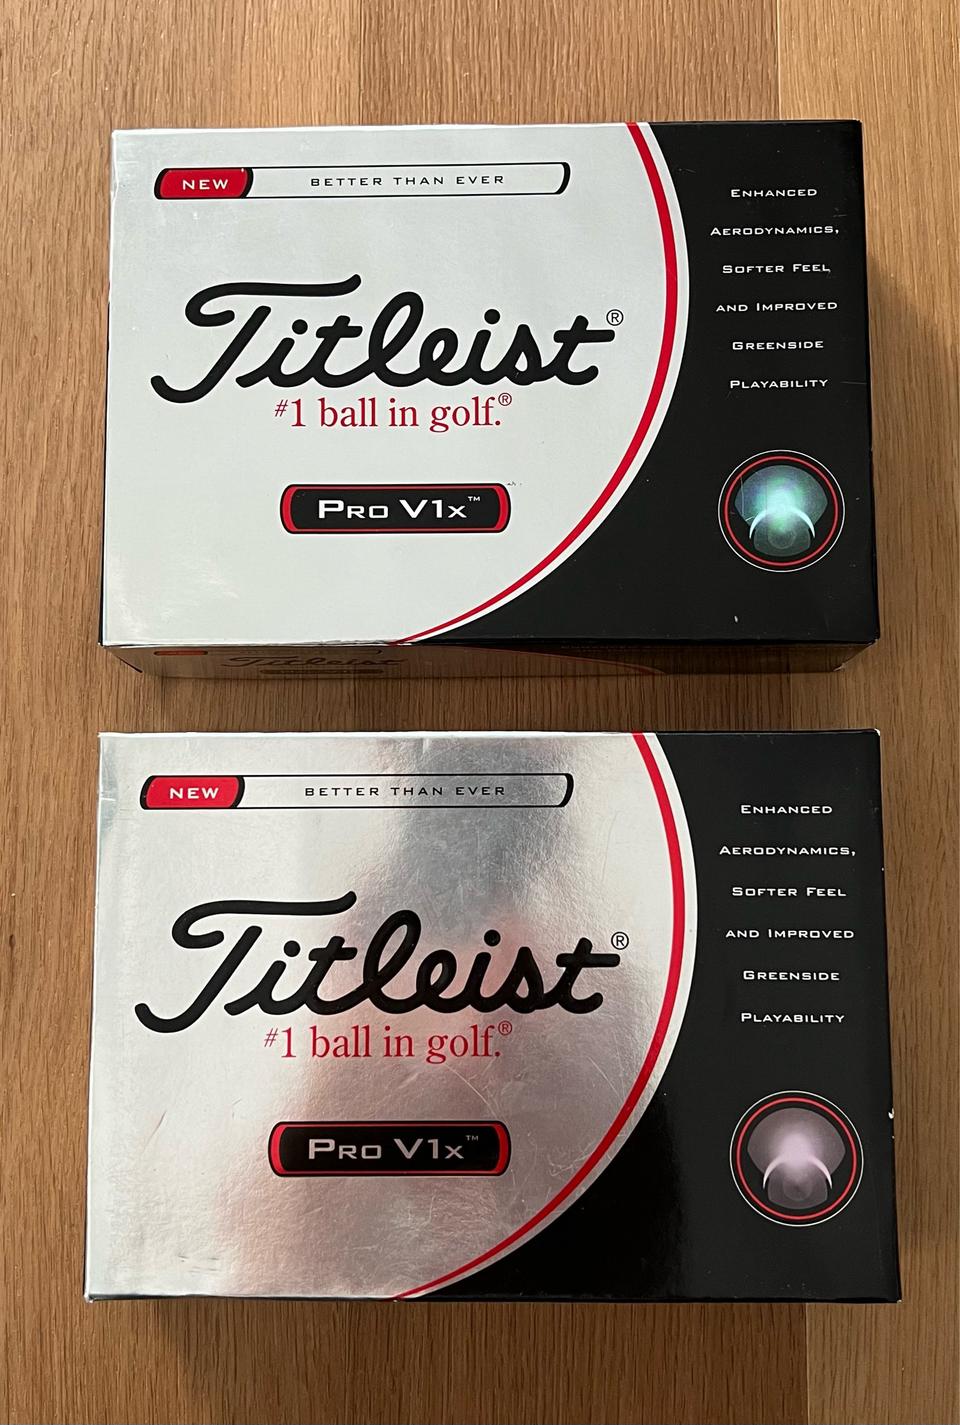 NEW BETTER THAN EVER
Titleist®
#1 ball in golf.®
PRO V1x™
ENHANCED
AERODYNAMICS,
SOFTER FEEL
AND IMPROVED
GREENSIDE
PLAYABILITY
Titleist
NEW BETTER THAN EVER
Titleist®
#1 ball in golf.®
PRO V1x™
ENHANCED
AERODYNAMICS,
SOFTER FEEL
AND IMPROVED
GREENSIDE
PLAYABILITY